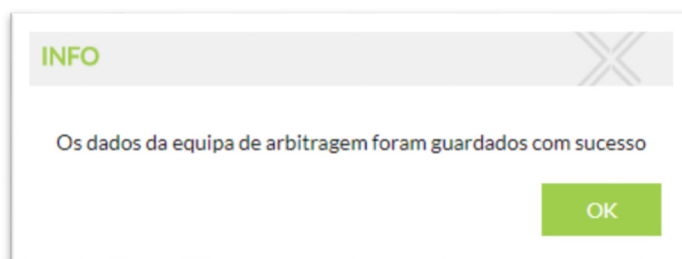 INFO
Os dados da equipa de arbitragem foram guardados com sucesso
OK